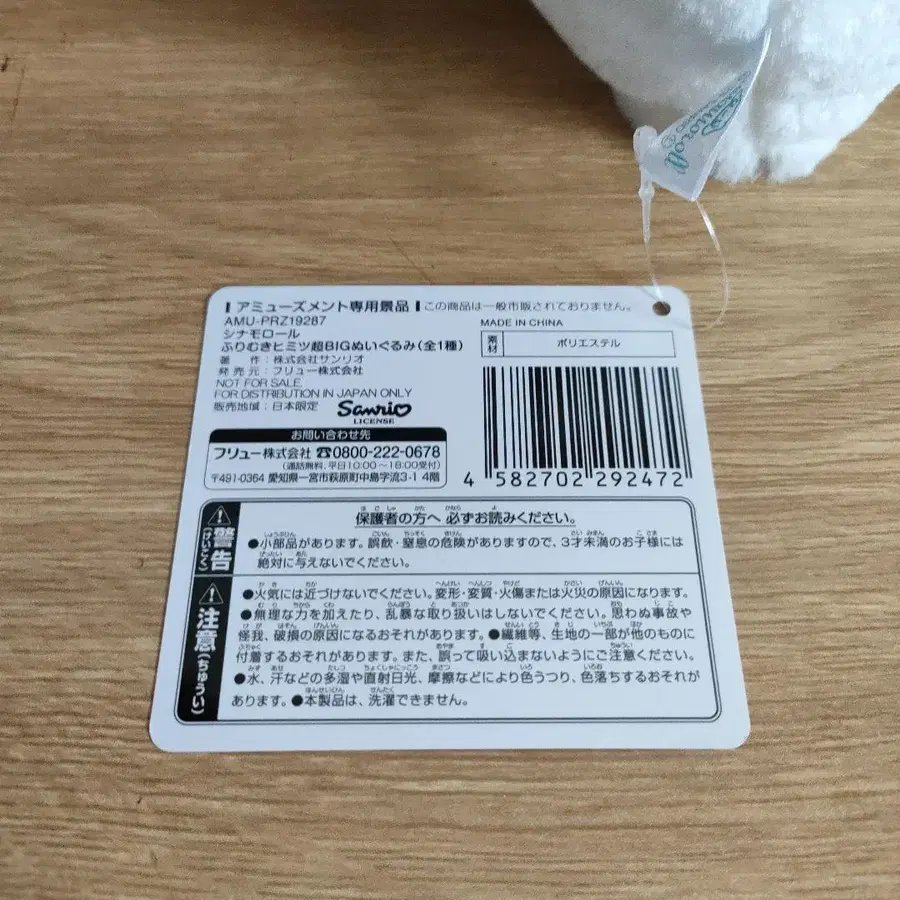 Cinnamoroll
アミューズメント専用景品 この商品は一般市販されておりません。
AMU-PRZ19287
シナモロール
ふりむきヒミツ超BIGぬいぐるみ(全1種)
著 作:株式会社サンリオ
発 売 元:フリュー株式会社
NOT FOR SALE.
FOR DISTRIBUTION IN JAPAN ONLY
販売地域:日本限定
Sanrio
LICENSE
MADE IN CHINA
素材 ポリエステル
4 582702 292472
お問い合わせ先
フリュー株式会社 ☎0800-222-0678
(通話無料、平日10:00~18:00受付)
〒491-0364 愛知県一宮市萩原町中島字流3-1 4階
警告(けいこく)
保護者の方へ 必ずお読みください。
●小部品があります。誤飲・窒息の危険がありますので、3才未満のお子様には
絶対に与えないでください。
注意(ちゅうい)
●火気には近づけないでください。変形・変質・火傷または火災の原因になります。
●無理な力を加えたり、乱暴な取り扱いはしないでください。思わぬ事故や
怪我、破損の原因になるおそれがあります。●繊維等、生地の一部が他のものに
付着するおそれがあります。また、誤って吸い込まないようにご注意ください。
●水、汗などの多湿や直射日光、摩擦などにより色うつり、色落ちするおそれが
あります。●本製品は、洗濯できません。